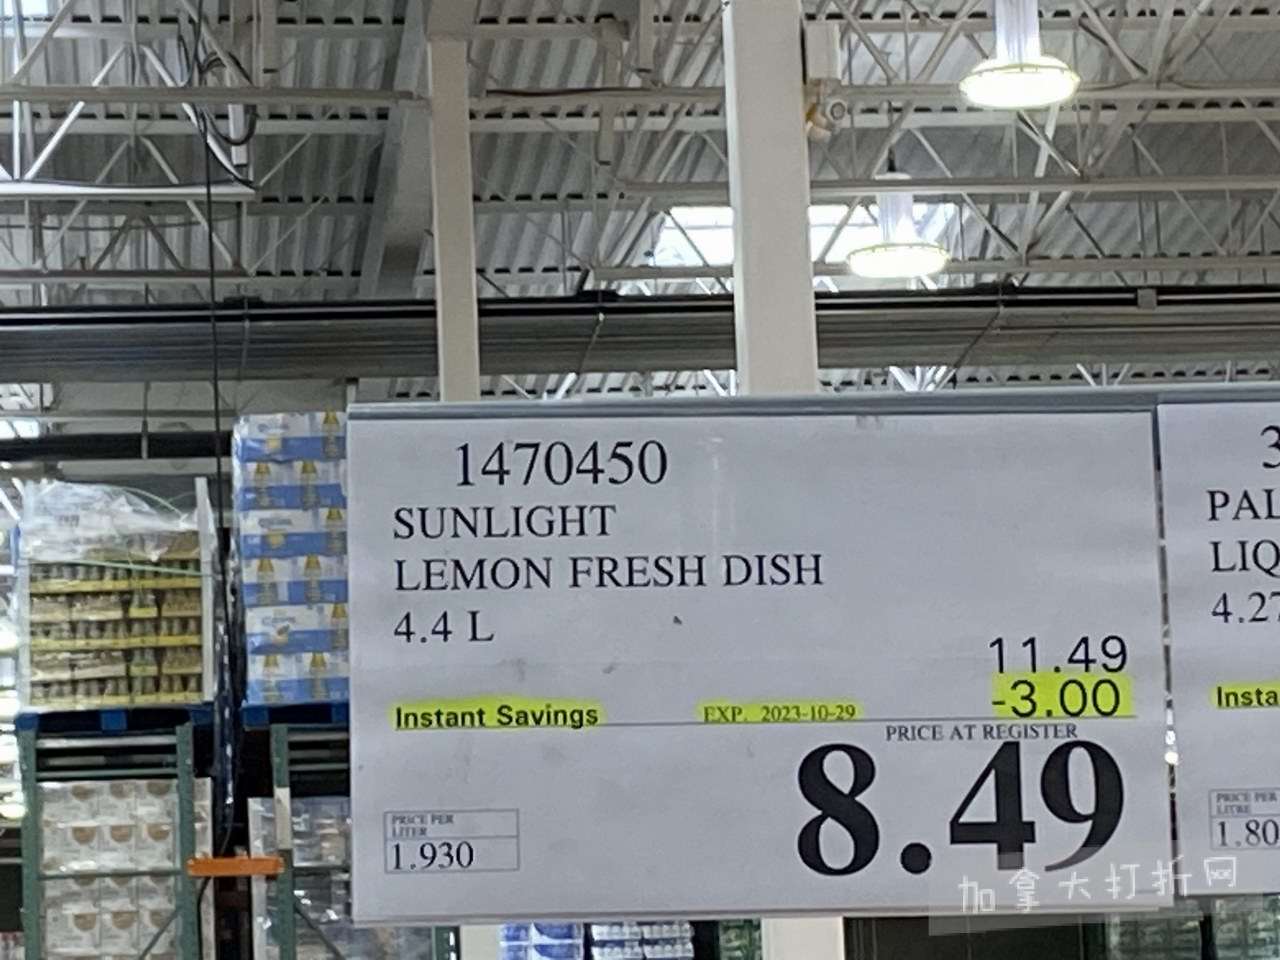 1470450
SUNLIGHT
LEMON FRESH DISH
4.4 L
11.49
-3.00
Instant Savings EXP. 2023-10-29
PRICE AT REGISTER
8.49
PRICE PER
LITER
1.930
3
PAL
LIQ
4.27
Insta
PRICE PER
LITRE
1.80
加拿大打折网